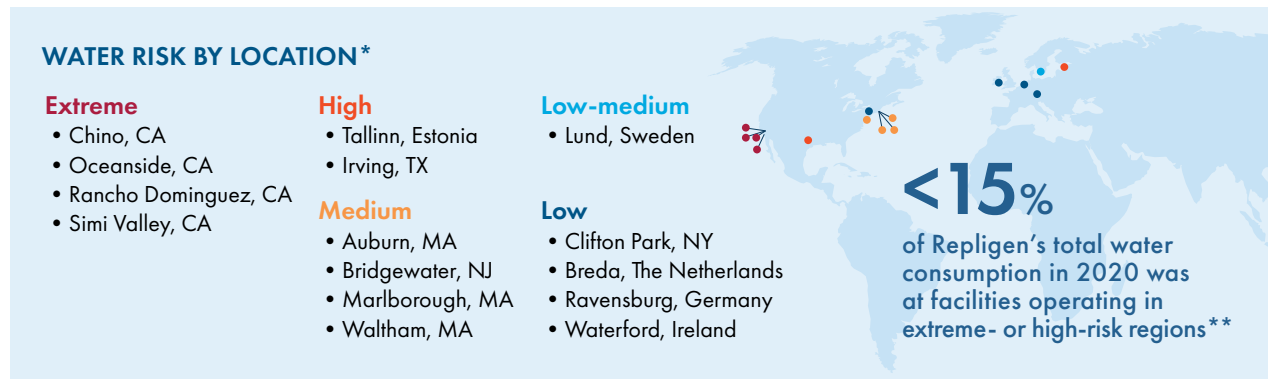 WATER RISK BY LOCATION*
Extreme
• Chino, CA
• Oceanside, CA
• Rancho Dominguez, CA
• Simi Valley, CA
High
• Tallinn, Estonia
• Irving, TX
Medium
• Auburn, MA
• Bridgewater, NJ
• Marlborough, MA
• Waltham, MA
Low-medium
• Lund, Sweden
Low
• Clifton Park, NY
• Breda, The Netherlands
• Ravensburg, Germany
• Waterford, Ireland
<15%
of Repligen’s total water
consumption in 2020 was
at facilities operating in
extreme- or high-risk regions**